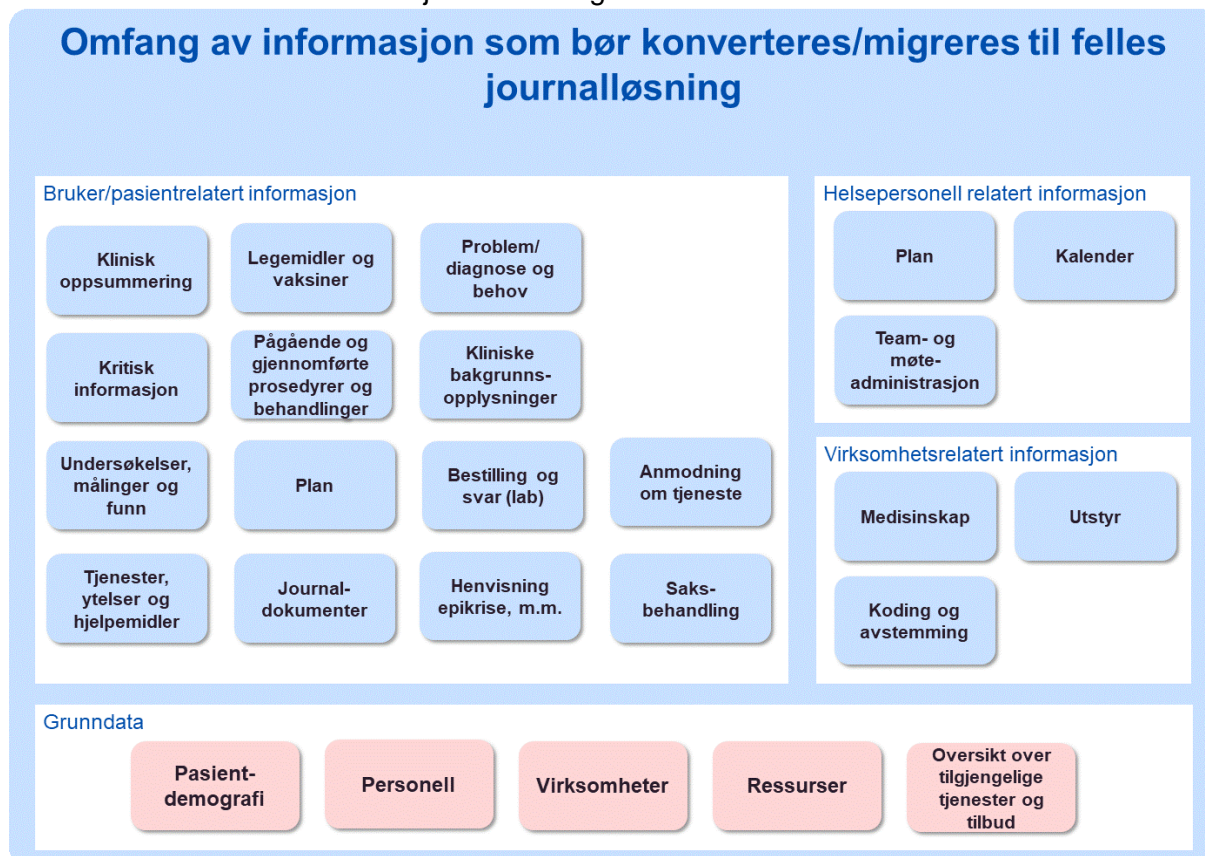 Omfang av informasjon som bør konverteres/migreres til felles
journalløsning
Bruker/pasientrelatert informasjon
Klinisk
oppsummering
Legemidler og
vaksiner
Problem/
diagnose og
behov
Kritisk
informasjon
Pågående og
gjennomførte
prosedyrer og
behandlinger
Kliniske
bakgrunns-
opplysninger
Undersøkelser,
målinger og
funn
Plan
Bestilling og
svar (lab)
Anmodning
om tjeneste
Tjenester,
ytelser og
hjelpemidler
Journal-
dokumenter
Henvisning
epikrise, m.m.
Saks-
behandling
Helsepersonell relatert informasjon
Plan
Kalender
Team- og
møte-
administrasjon
Virksomhetsrelatert informasjon
Medisinskap
Utstyr
Koding og
avstemming
Grunndata
Pasient-
demografi
Personell
Virksomheter
Ressurser
Oversikt over
tilgjengelige
tjenester og
tilbud